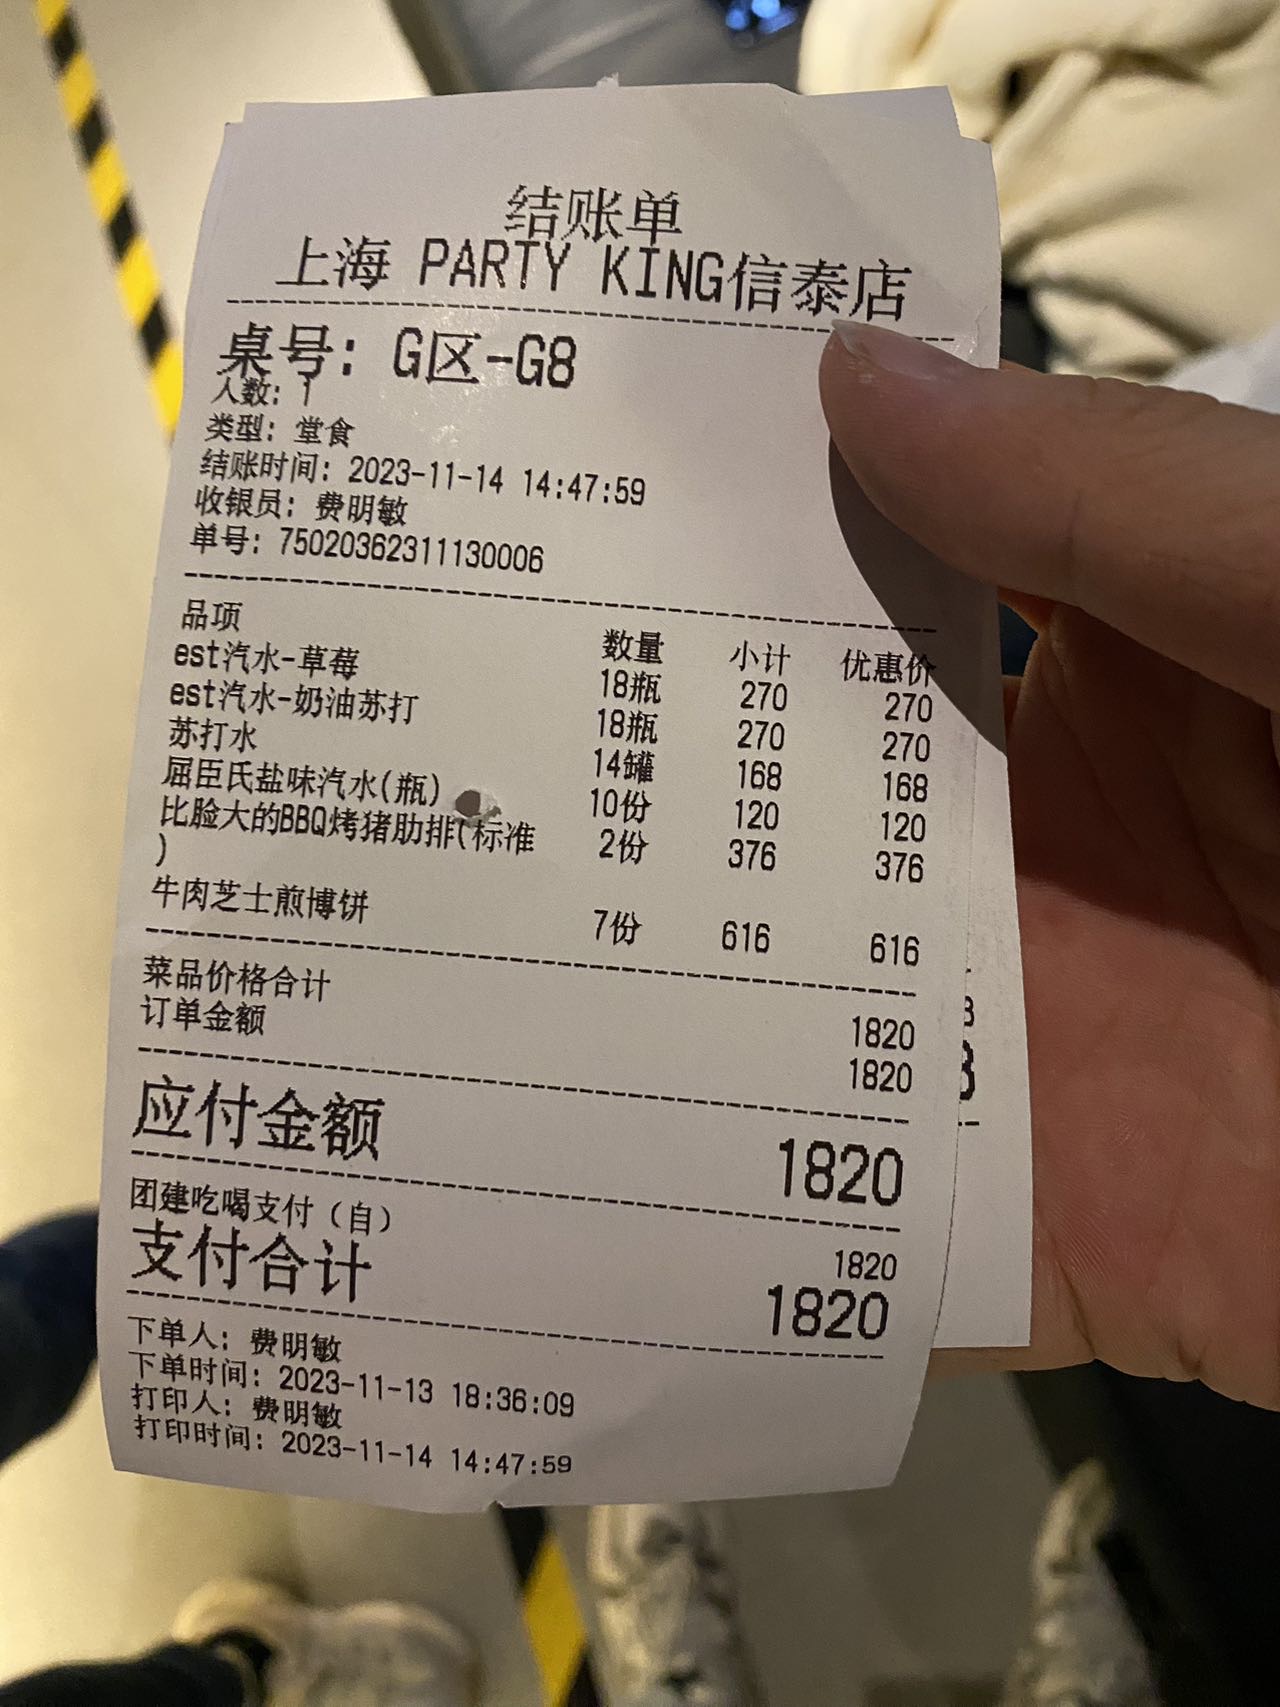 结账单
上海 PARTY KING信泰店
桌号: G区-G8
人数: 1
类型: 堂食
结账时间: 2023-11-14 14:47:59
收银员: 费明敏
单号: 75020362311130006
品项 数量 小计 优惠价
est汽水-草莓 18瓶 270 270
est汽水-奶油苏打 18瓶 270 270
苏打水 14罐 168 168
屈臣氏盐味汽水(瓶) 10份 120 120
比脸大的BBQ烤猪肋排(标准 2份 376 376
)
牛肉芝士煎博饼 7份 616 616
菜品价格合计 1820
订单金额 1820
应付金额 1820
团建吃喝支付（自） 1820
支付合计 1820
下单人: 费明敏
下单时间: 2023-11-13 18:36:09
打印人: 费明敏
打印时间: 2023-11-14 14:47:59